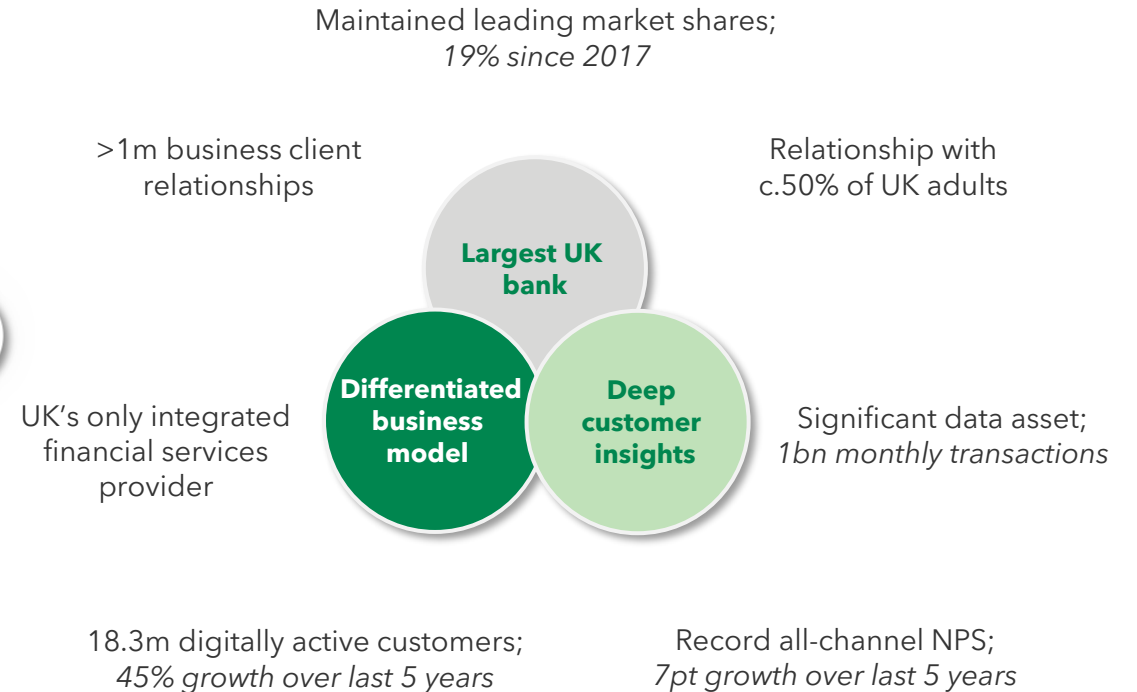 Maintained leading market shares;
19% since 2017
>1m business client
relationships
Relationship with
c.50% of UK adults
Largest UK
bank
Differentiated
business
model
Deep
customer
insights
UK’s only integrated
financial services
provider
Significant data asset;
1bn monthly transactions
18.3m digitally active customers;
45% growth over last 5 years
Record all-channel NPS;
7pt growth over last 5 years